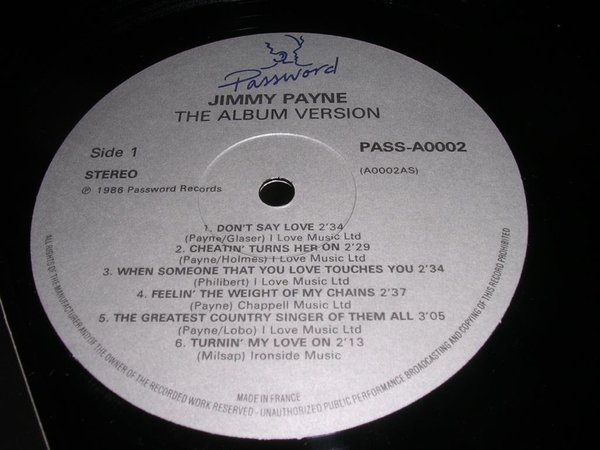 Password
JIMMY PAYNE
THE ALBUM VERSION
Side 1
PASS-A0002
STEREO
(A0002AS)
℗ 1986 Password Records
1. DON'T SAY LOVE 2'34
(Payne/Glaser) I Love Music Ltd
2. CHEATIN' TURNS HER ON 2'29
(Payne/Holmes) I Love Music Ltd
3. WHEN SOMEONE THAT YOU LOVE TOUCHES YOU 2'34
(Philibert) I Love Music Ltd
4. FEELIN' THE WEIGHT OF MY CHAINS 2'37
(Payne) Chappell Music Ltd
5. THE GREATEST COUNTRY SINGER OF THEM ALL 3'05
(Payne/Lobo) I Love Music Ltd
6. TURNIN' MY LOVE ON 2'13
(Milsap) Ironside Music
MADE IN FRANCE
ALL RIGHTS OF THE MANUFACTURER AND OF THE OWNER OF THE RECORDED WORK RESERVED - UNAUTHORIZED PUBLIC PERFORMANCE BROADCASTING AND COPYING OF THIS RECORD PROHIBITED